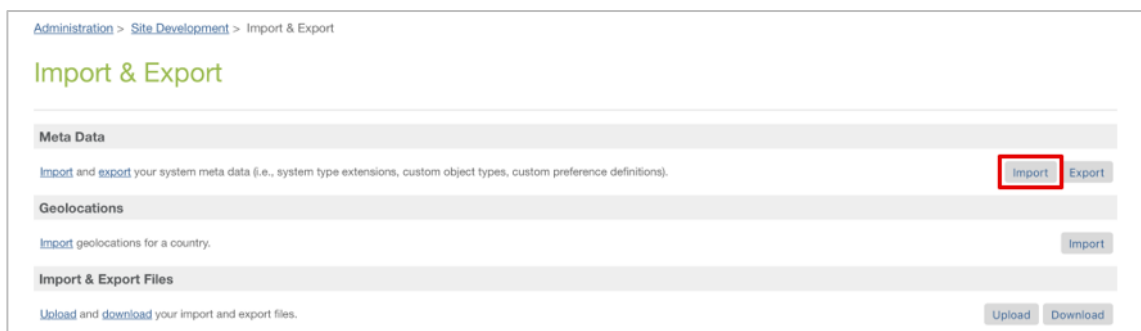 Administration > Site Development > Import & Export
Import & Export
Meta Data
Import and export your system meta data (i.e., system type extensions, custom object types, custom preference definitions). Import Export
Geolocations
Import geolocations for a country. Import
Import & Export Files
Upload and download your import and export files. Upload Download